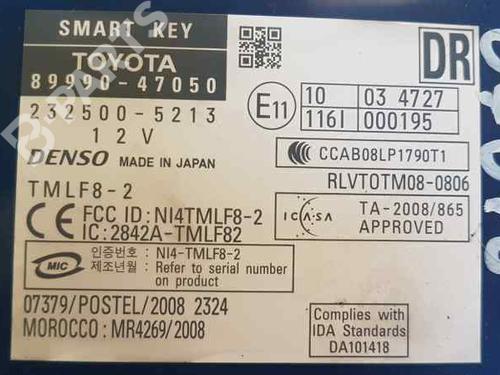 SMART KEY
TOYOTA
89990-47050
232500-5213
12V
DENSO MADE IN JAPAN
TMLF8-2
DR
E11
10 03 4727
116I 000195
CCAB08LP1790T1
RLVTOTM08-0806
CE FCC ID: NI4TMLF8-2
IC: 2842A-TMLF82
ICASA
TA-2008/865
APPROVED
MIC
인증번호 : NI4-TMLF8-2
제조년월 : Refer to serial number
on product
07379/POSTEL/2008 2324
MOROCCO: MR4269/2008
Complies with
IDA Standards
DA101418
B PARTS